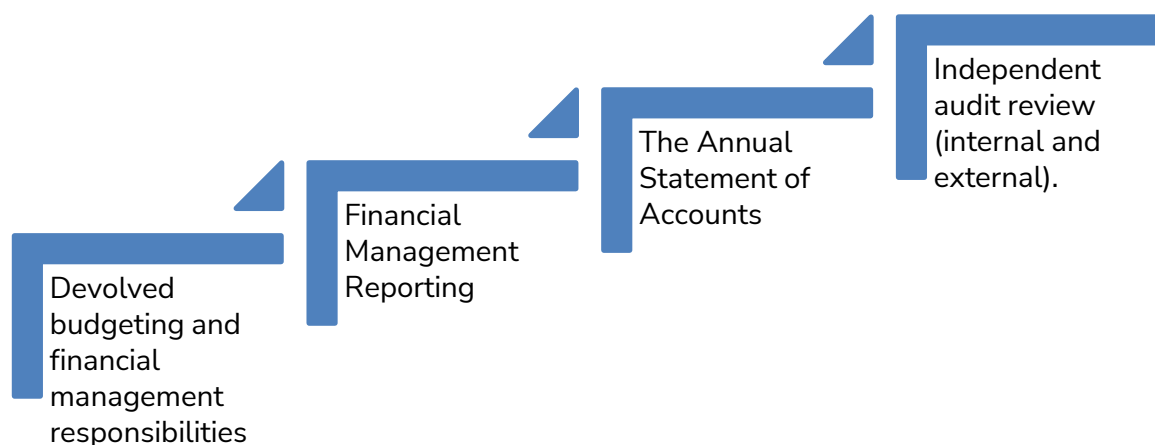 Devolved
budgeting and
financial
management
responsibilities
Financial
Management
Reporting
The Annual
Statement of
Accounts
Independent
audit review
(internal and
external).